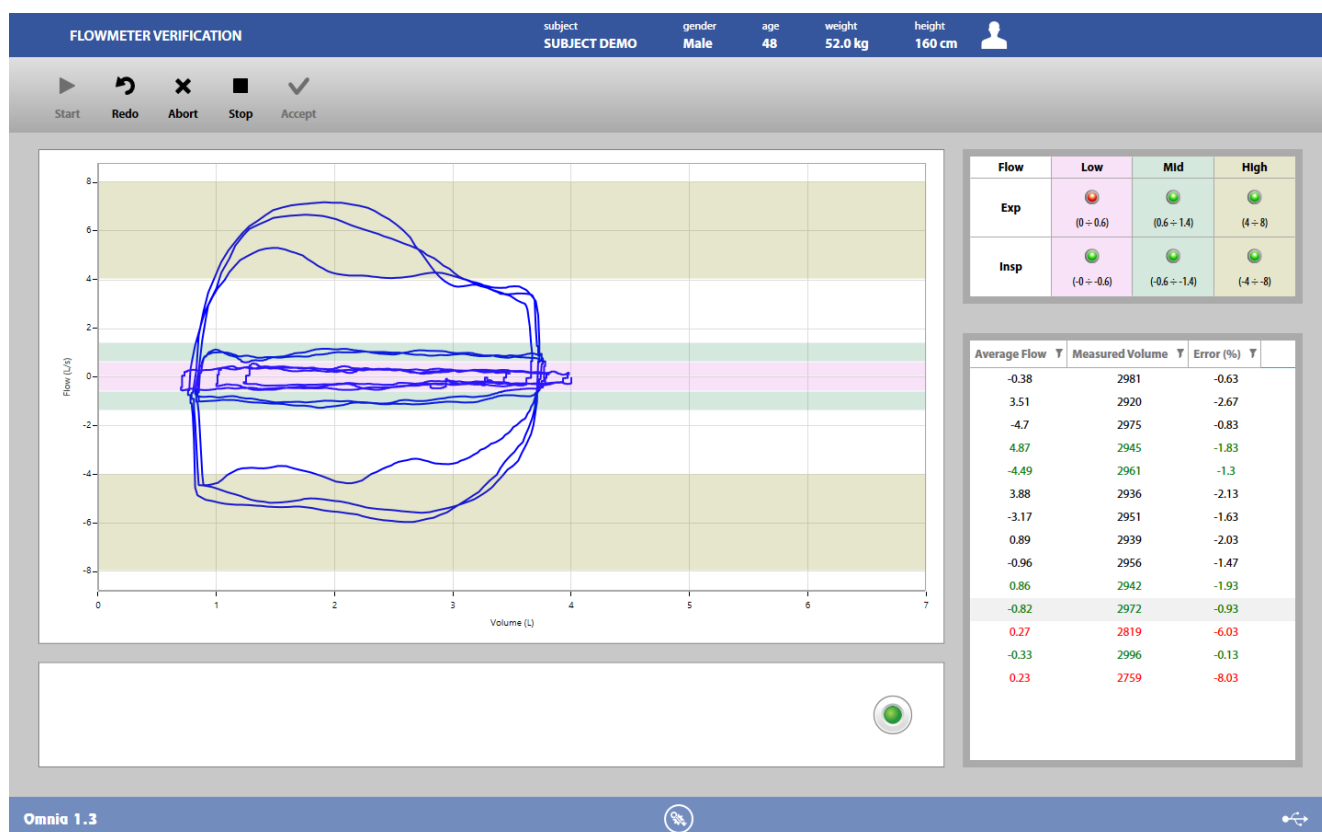 FLOWMETER VERIFICATION
subject gender age weight height
SUBJECT DEMO Male 48 52.0 kg 160 cm
Start Redo Abort Stop Accept
Flow Low Mid High
Exp
(0 ÷ 0.6) (0.6 ÷ 1.4) (4 ÷ 8)
Insp
(-0 ÷ -0.6) (-0.6 ÷ -1.4) (-4 ÷ -8)
8
6
4
2
0
-2
-4
-6
-8
Flow (L/s)
0 1 2 3 4 5 6 7
Volume (L)
Average Flow Measured Volume Error (%)
-0.38 2981 -0.63
3.51 2920 -2.67
-4.7 2975 -0.83
4.87 2945 -1.83
-4.49 2961 -1.3
3.88 2936 -2.13
-3.17 2951 -1.63
0.89 2939 -2.03
-0.96 2956 -1.47
0.86 2942 -1.93
-0.82 2972 -0.93
0.27 2819 -6.03
-0.33 2996 -0.13
0.23 2759 -8.03
Omnia 1.3